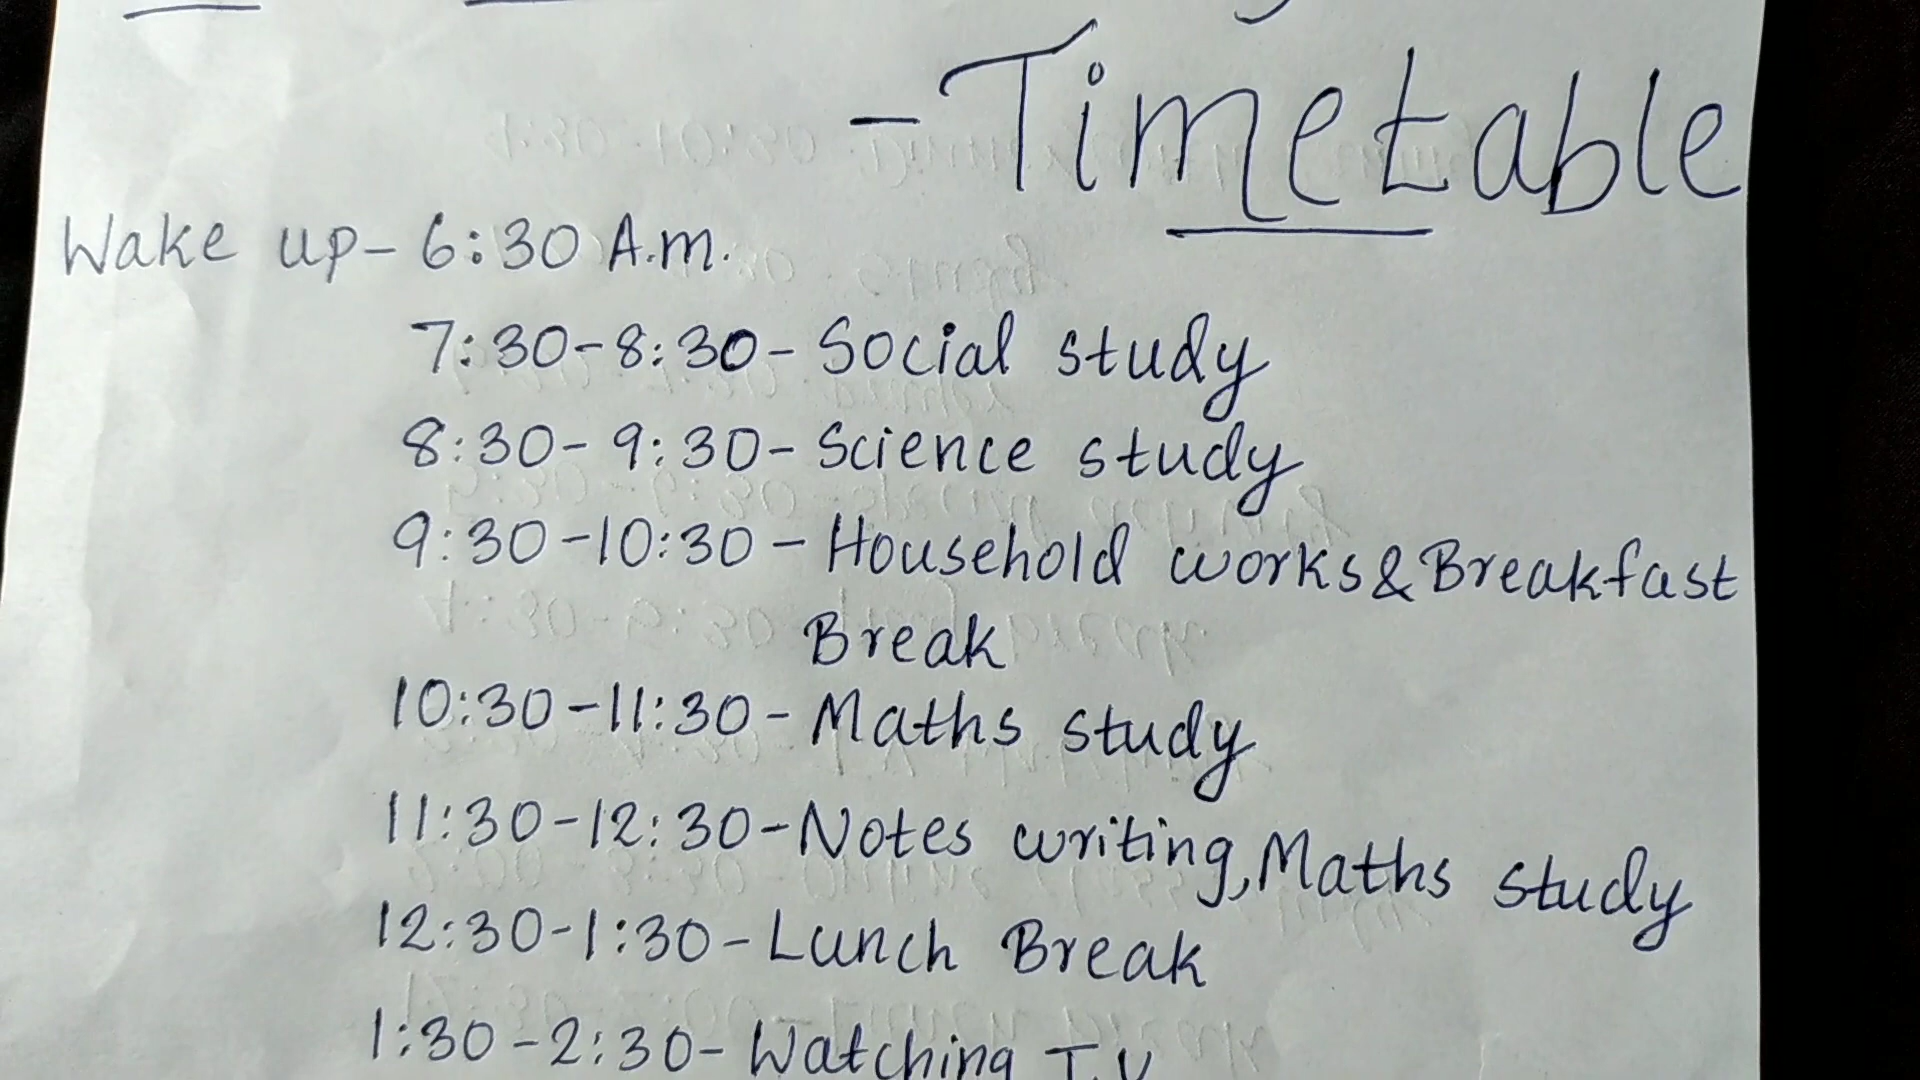 -Timetable
Wake up- 6:30 A.m.
7:30-8:30- Social study
8:30-9:30- Science study
9:30-10:30- Household works&Breakfast
Break
10:30-11:30- Maths study
11:30-12:30-Notes writing, Maths study
12:30-1:30-Lunch Break
1:30-2:30- Watching T.V